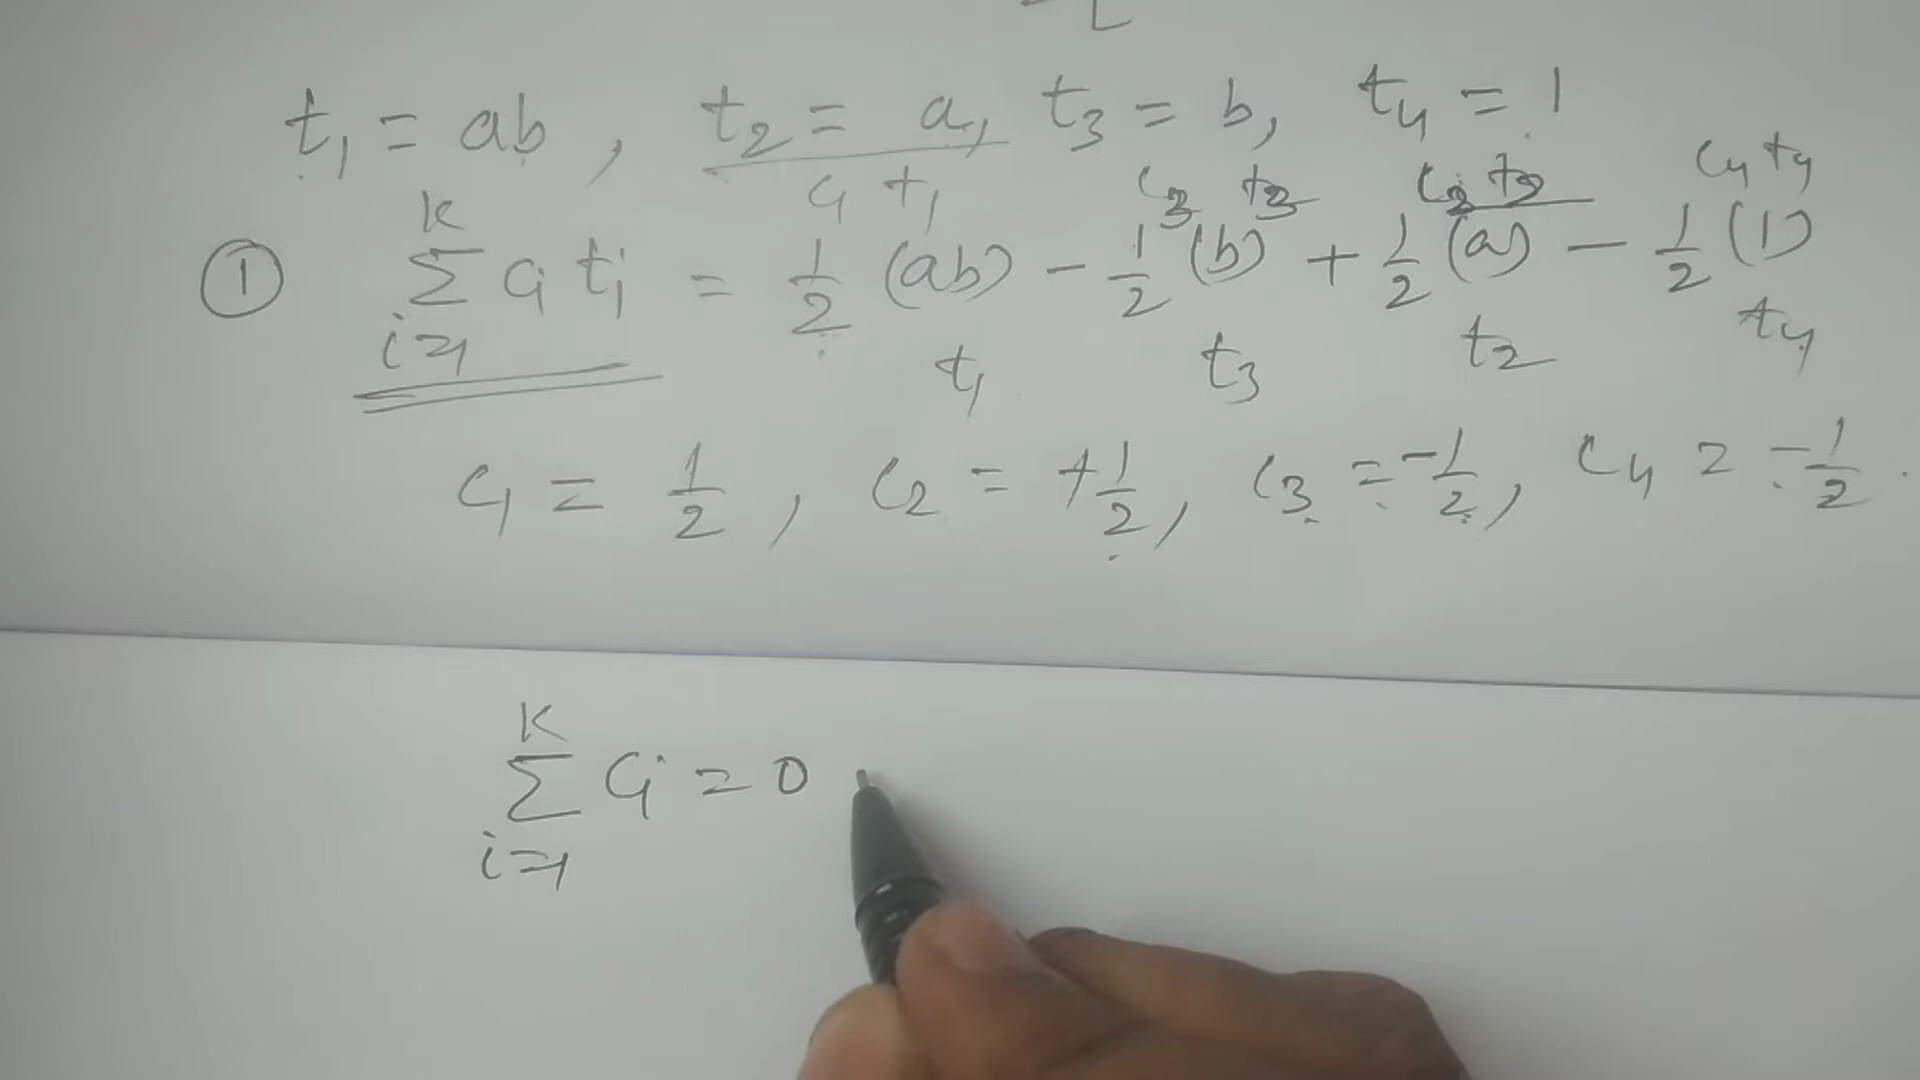 t₁ = ab , t₂ = a, t₃ = b, t₄ = 1
c₁ t₁ c₃ t₃ c₂ t₂ c₄ t₄
① K Σ i=1 cᵢ tᵢ = 1/2 (ab) - 1/2 (b) + 1/2 (a) - 1/2 (1)
t₁ t₃ t₂ t₄
c₁ = 1/2 , c₂ = +1/2 , c₃ = -1/2 , c₄ = -1/2 .
K Σ i=1 cᵢ = 0